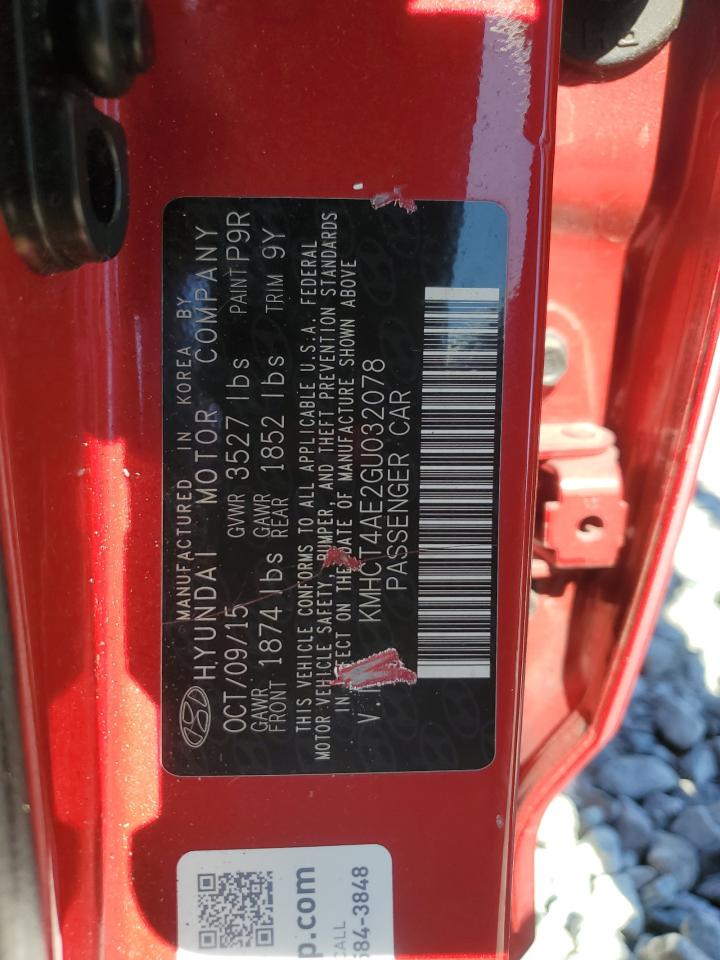 MANUFACTURED IN KOREA BY
HYUNDAI MOTOR COMPANY
OCT/09/15 GVWR 3527 lbs PAINT P9R
GAWR FRONT 1874 lbs GAWR REAR 1852 lbs TRIM 9Y
THIS VEHICLE CONFORMS TO ALL APPLICABLE U.S.A. FEDERAL
MOTOR VEHICLE SAFETY, BUMPER, AND THEFT PREVENTION STANDARDS
IN EFFECT ON THE DATE OF MANUFACTURE SHOWN ABOVE
V. KMHCT4AE2GU032078
PASSENGER CAR
p.com
CALL
584-3848